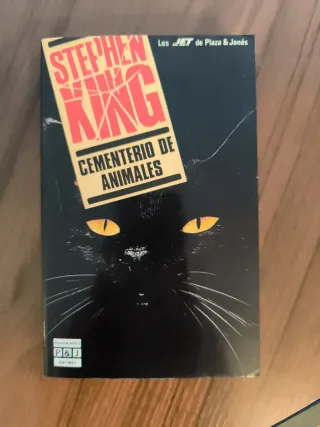 Los JET de Plaza & Janés
STEPHEN
KING
CEMENTERIO DE
ANIMALES
P & J